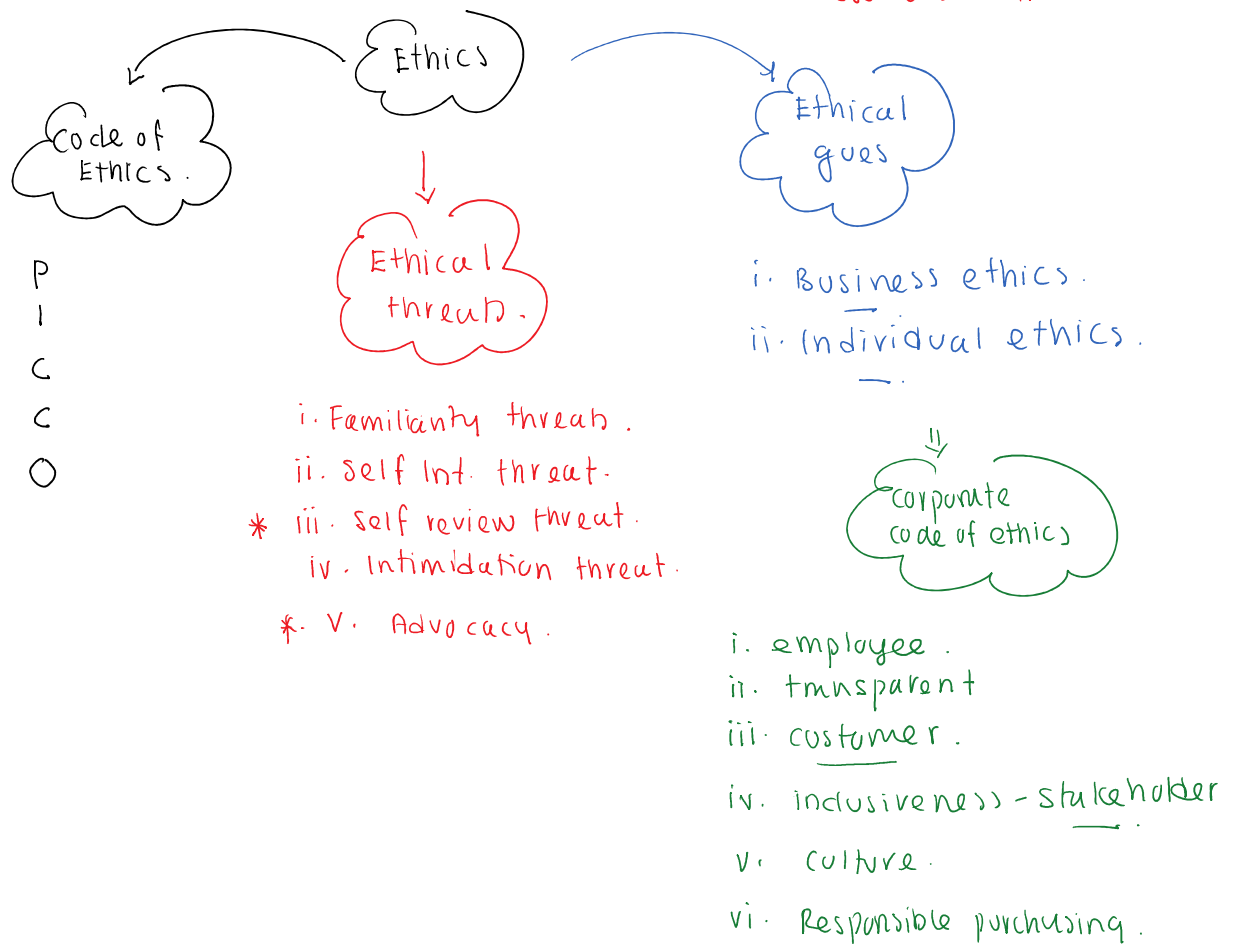 Ethics
Code of
Ethics.
P
I
C
C
O
Ethical
threats.
i. Familiarity threats.
ii. Self Int. threat.
* iii. Self review threat.
iv. Intimidation threat.
*. v. Advocacy.
Ethical
i. Business ethics.
ii. Individual ethics.
corporate
code of ethics
i. employee.
ii. transparent
iii. customer.
iv. inclusiveness - stakeholder
v. culture.
vi. Responsible purchasing.